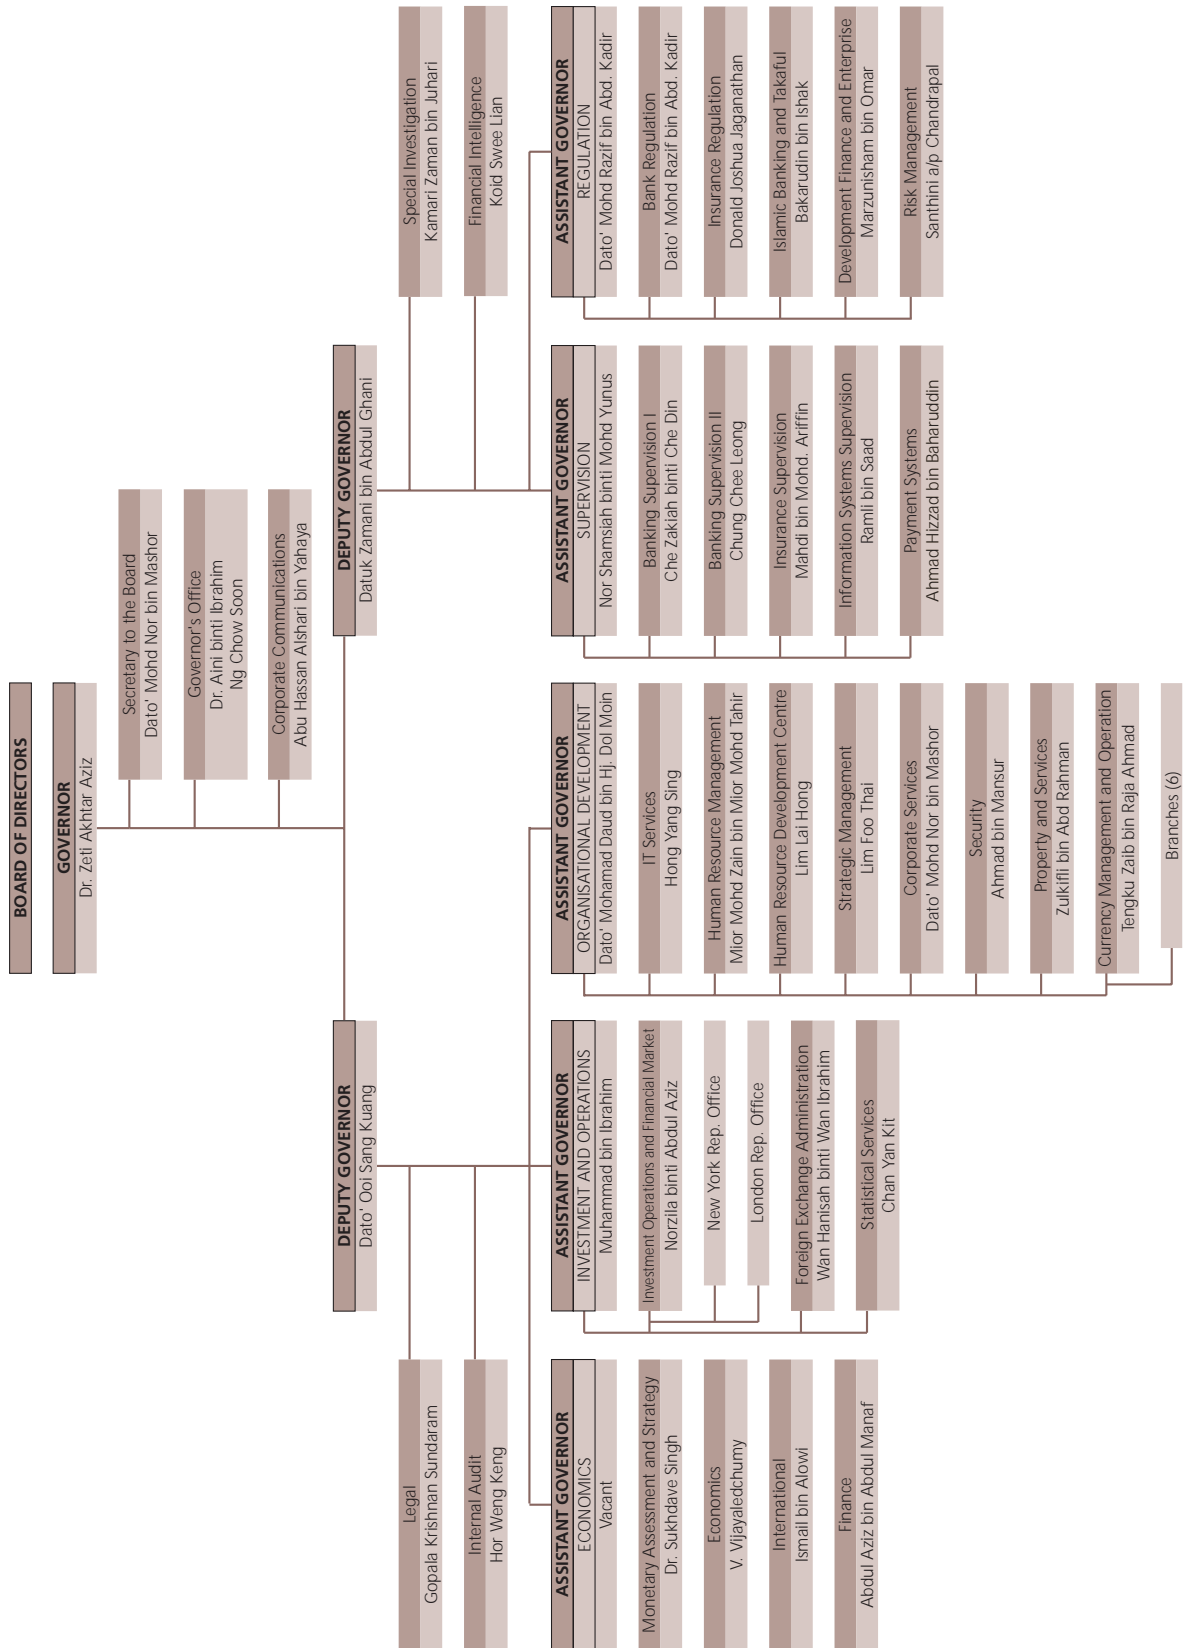 BOARD OF DIRECTORS
GOVERNOR
Dr. Zeti Akhtar Aziz
Secretary to the Board
Dato' Mohd Nor bin Mashor
Governor's Office
Dr. Aini binti Ibrahim
Ng Chow Soon
Corporate Communications
Abu Hassan Alshari bin Yahaya
DEPUTY GOVERNOR
Dato' Ooi Sang Kuang
DEPUTY GOVERNOR
Datuk Zamani bin Abdul Ghani
Legal
Gopala Krishnan Sundaram
Internal Audit
Hor Weng Keng
Special Investigation
Kamari Zaman bin Juhari
Financial Intelligence
Koid Swee Lian
ASSISTANT GOVERNOR
ECONOMICS
Vacant
Monetary Assessment and Strategy
Dr. Sukhdave Singh
Economics
V. Vijayaledchumy
International
Ismail bin Alowi
Finance
Abdul Aziz bin Abdul Manaf
ASSISTANT GOVERNOR
INVESTMENT AND OPERATIONS
Muhammad bin Ibrahim
Investment Operations and Financial Market
Norzila binti Abdul Aziz
New York Rep. Office
London Rep. Office
Foreign Exchange Administration
Wan Hanisah binti Wan Ibrahim
Statistical Services
Chan Yan Kit
ASSISTANT GOVERNOR
ORGANISATIONAL DEVELOPMENT
Dato' Mohamad Daud bin Hj. Dol Moin
IT Services
Hong Yang Sing
Human Resource Management
Mior Mohd Zain bin Mior Mohd Tahir
Human Resource Development Centre
Lim Lai Hong
Strategic Management
Lim Foo Thai
Corporate Services
Dato' Mohd Nor bin Mashor
Security
Ahmad bin Mansur
Property and Services
Zulkifli bin Abd Rahman
Currency Management and Operation
Tengku Zaib bin Raja Ahmad
Branches (6)
ASSISTANT GOVERNOR
SUPERVISION
Nor Shamsiah binti Mohd Yunus
Banking Supervision I
Che Zakiah binti Che Din
Banking Supervision II
Chung Chee Leong
Insurance Supervision
Mahdi bin Mohd. Ariffin
Information Systems Supervision
Ramli bin Saad
Payment Systems
Ahmad Hizzad bin Baharuddin
ASSISTANT GOVERNOR
REGULATION
Dato' Mohd Razif bin Abd. Kadir
Bank Regulation
Dato' Mohd Razif bin Abd. Kadir
Insurance Regulation
Donald Joshua Jaganathan
Islamic Banking and Takaful
Bakarudin bin Ishak
Development Finance and Enterprise
Marzunisham bin Omar
Risk Management
Santhini a/p Chandrapal